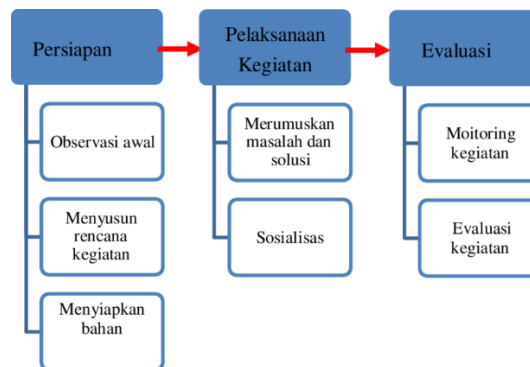 Persiapan
Observasi awal
Menyusun
rencana
kegiatan
Menyiapkan
bahan
Pelaksanaan
Kegiatan
Merumuskan
masalah dan
solusi
Sosialisas
Evaluasi
Moitoring
kegiatan
Evaluasi
kegiatan